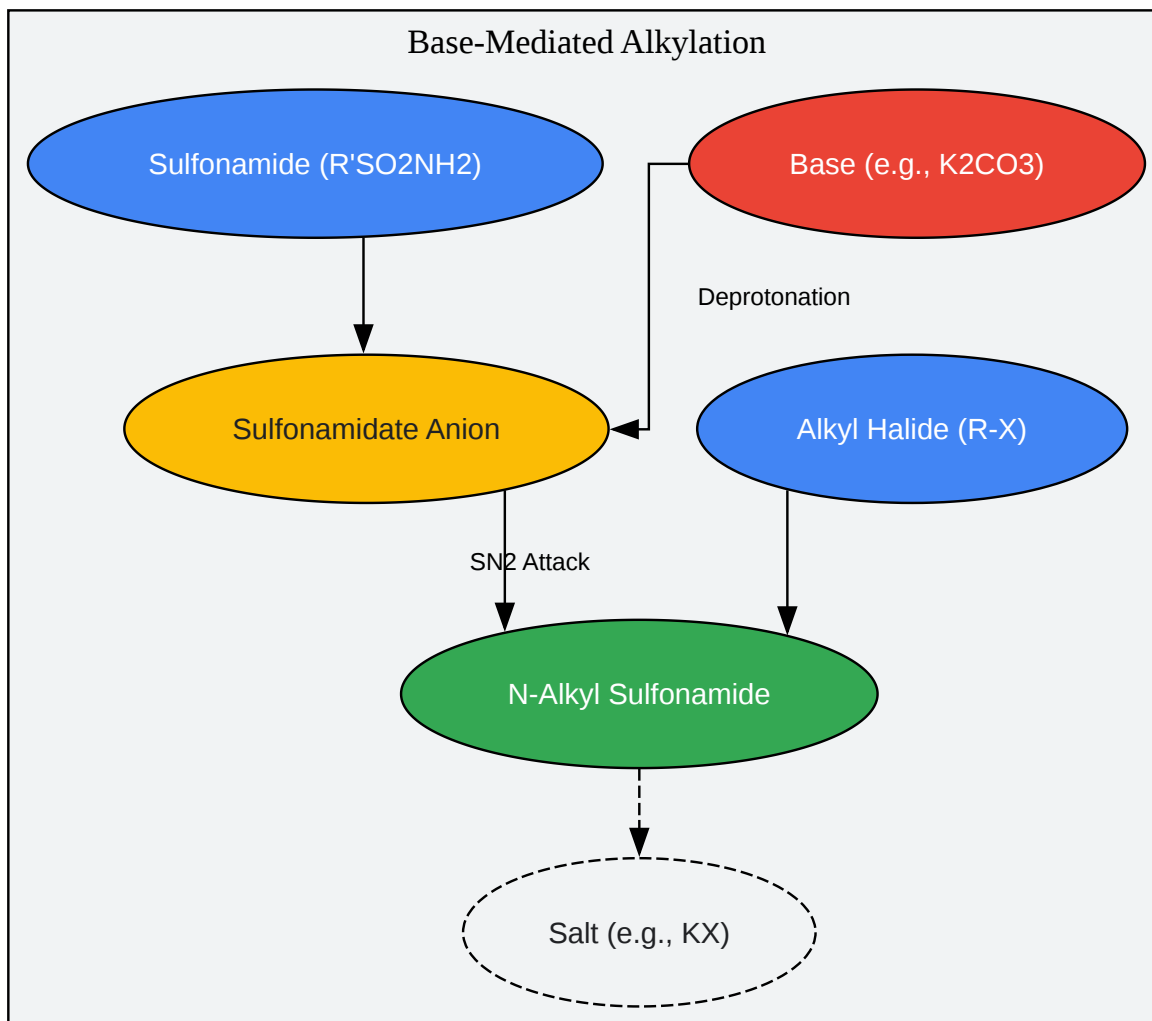 Base-Mediated Alkylation
Sulfonamide (R'SO2NH2)
Base (e.g., K2CO3)
Deprotonation
Sulfonamidate Anion
Alkyl Halide (R-X)
SN2 Attack
N-Alkyl Sulfonamide
Salt (e.g., KX)